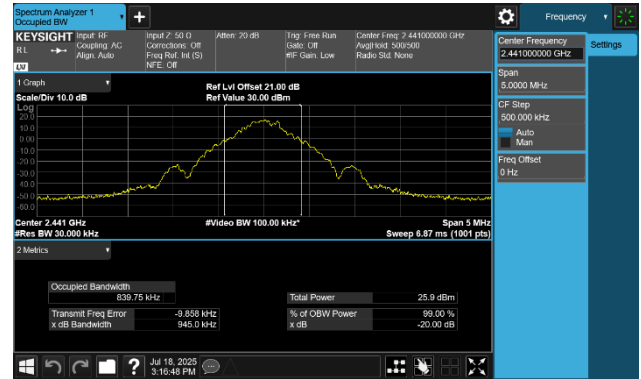 Spectrum Analyzer 1
Occupied BW
Frequency
KEYSIGHT
RL
LXI
Input: RF
Coupling: AC
Align: Auto
Input Z: 50 Ω
Corrections: Off
Freq Ref: Int (S)
NFE: Off
Atten: 20 dB
Trig: Free Run
Gate: Off
#IF Gain: Low
Center Freq: 2.441000000 GHz
Avg|Hold: 500/500
Radio Std: None
Center Frequency
2.441000000 GHz
Settings
Span
5.0000 MHz
CF Step
500.000 kHz
Auto
Man
Freq Offset
0 Hz
1 Graph
Scale/Div 10.0 dB
Ref Lvl Offset 21.00 dB
Ref Value 30.00 dBm
Log
20.0
10.0
0.00
-10.0
-20.0
-30.0
-40.0
-50.0
-60.0
Center 2.441 GHz
#Res BW 30.000 kHz
#Video BW 100.00 kHz*
Span 5 MHz
Sweep 6.87 ms (1001 pts)
2 Metrics
Occupied Bandwidth
839.75 kHz
Total Power 25.9 dBm
Transmit Freq Error -9.858 kHz
% of OBW Power 99.00 %
x dB Bandwidth 945.0 kHz
x dB -20.00 dB
?
Jul 18, 2025
3:16:48 PM